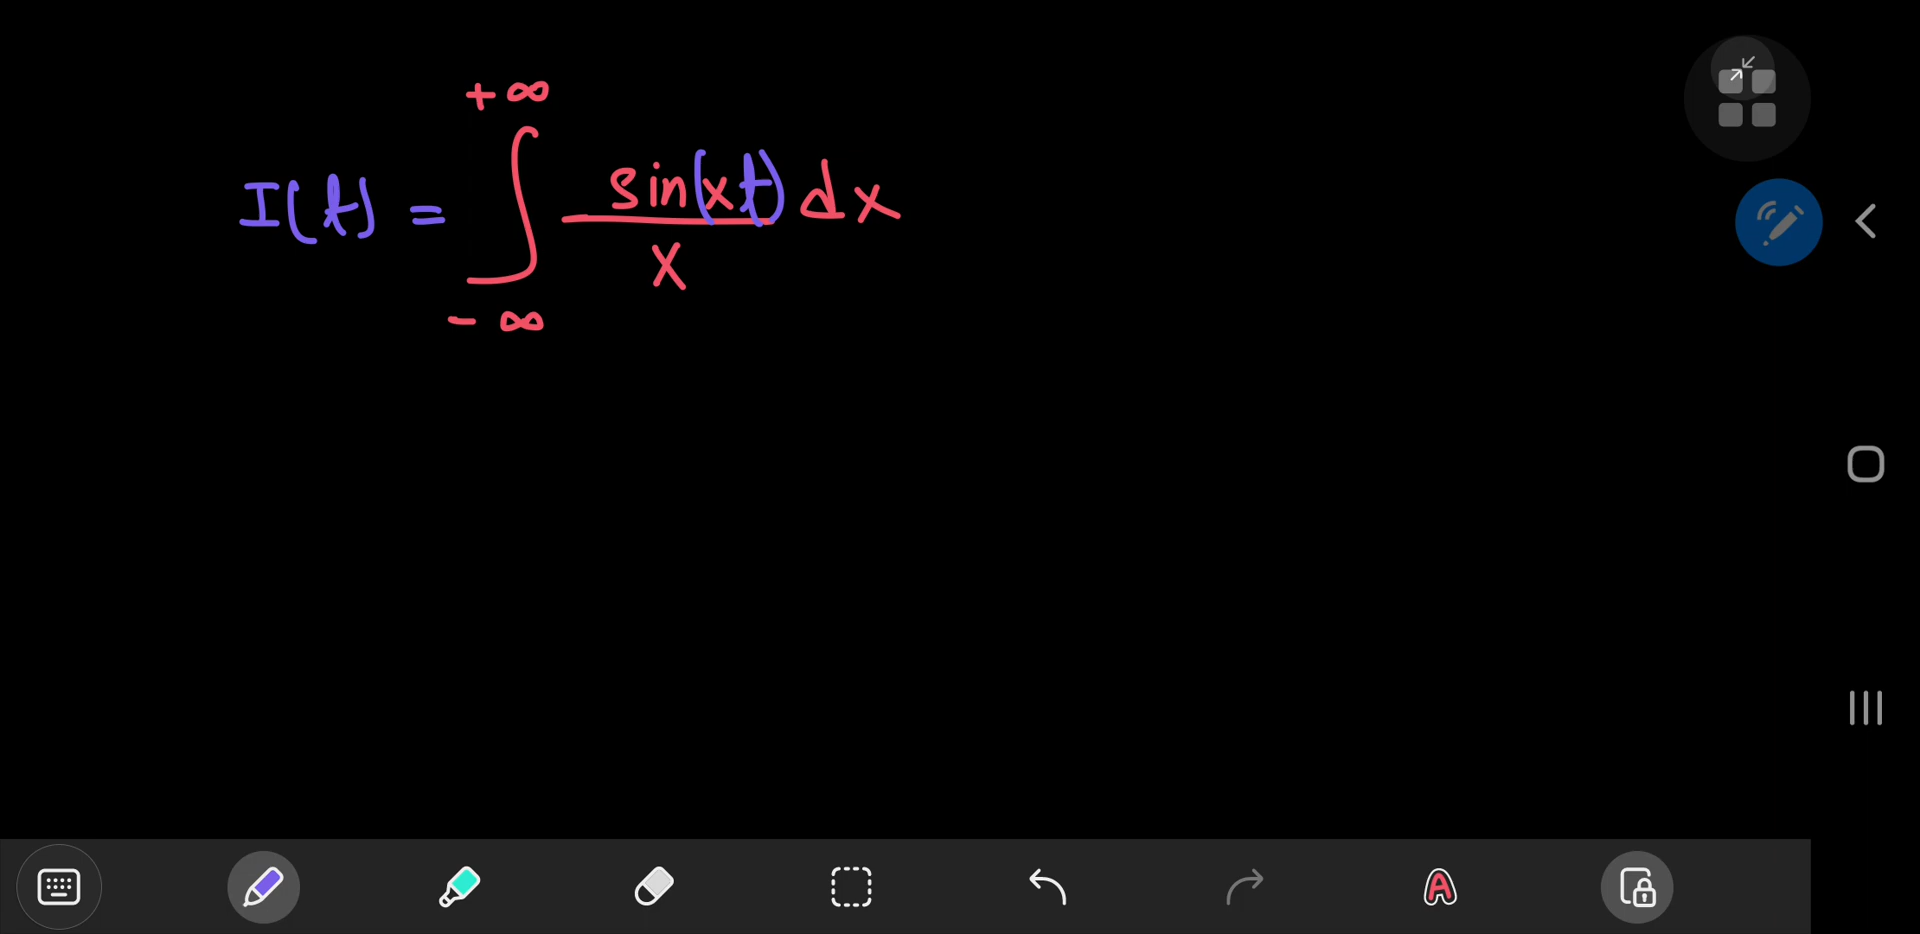 I(t) = ∫_{-∞}^{+∞} sin(xt)/x dx
A